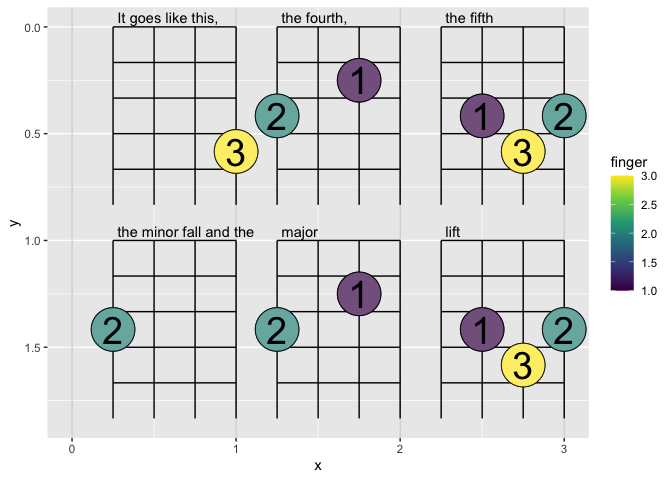 It goes like this, the fourth, the fifth
0.0
1
2 1 2
0.5
3 3
finger
3.0
2.5
2.0
1.5
1.0
y
1.0
the minor fall and the major lift
1
2 2 1 2
1.5
3
0 1 2 3
x